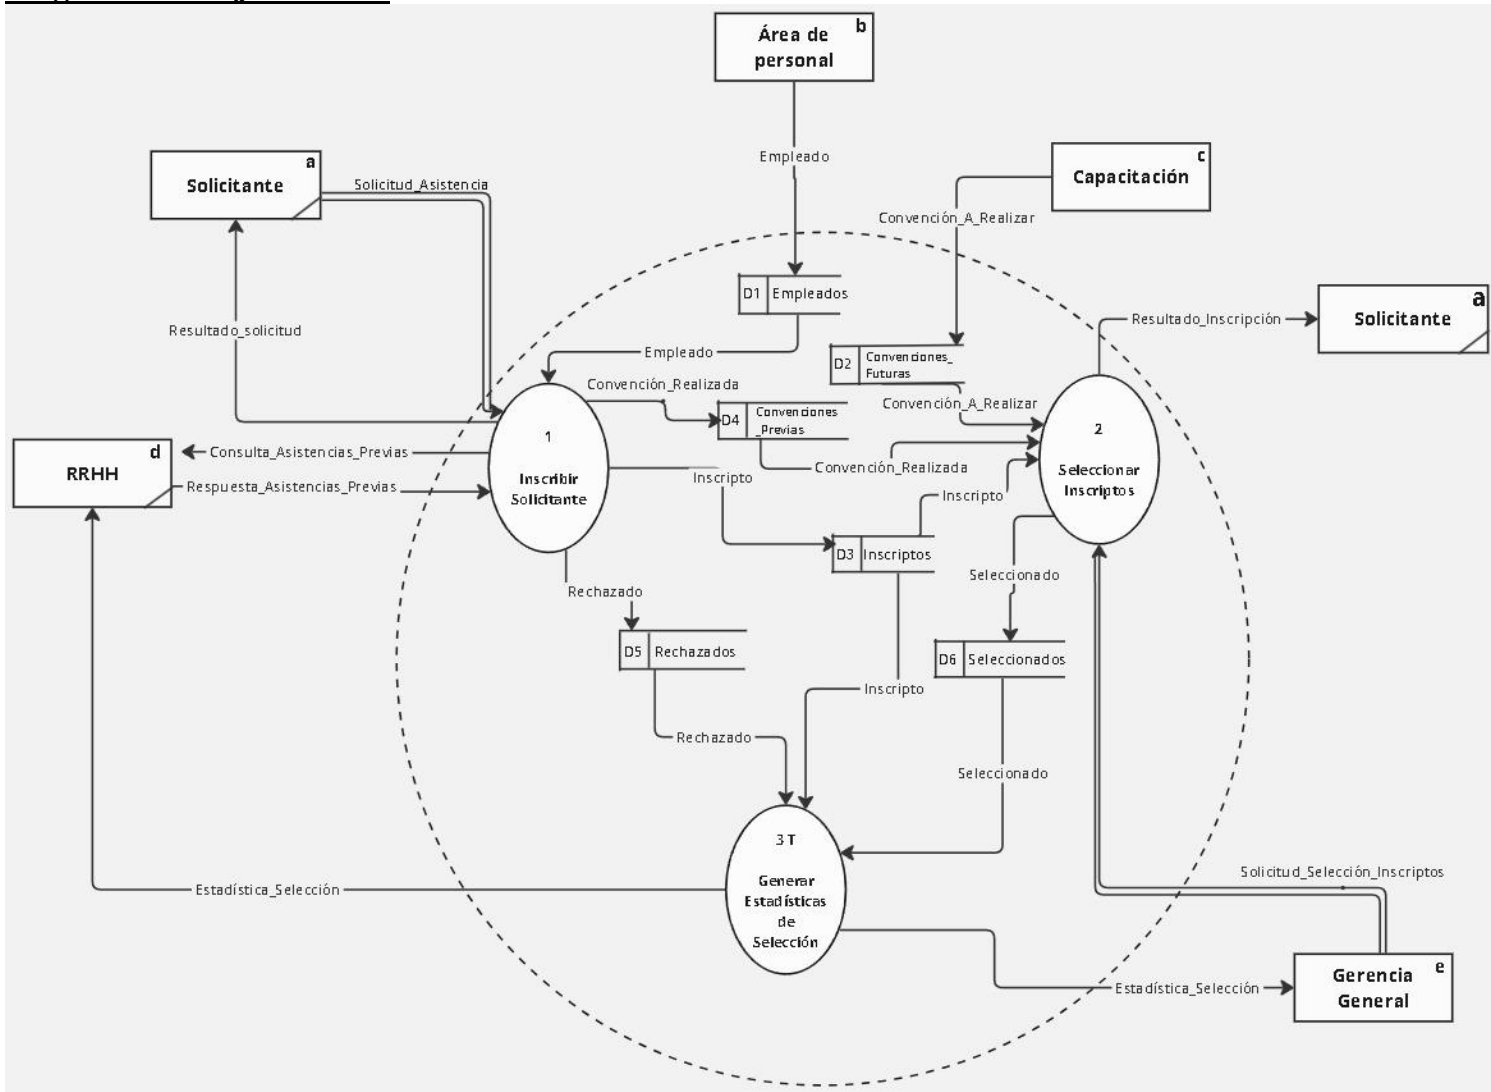 b
Área de
personal
Empleado
a
Solicitante
Solicitud_Asistencia
c
Capacitación
Convención_A_Realizar
D1 Empleados
a
Solicitante
Resultado_Inscripción
Resultado_solicitud
Empleado
D2 Convenciones_
Futuras
Convención_Realizada
Convención_A_Realizar
D4 Convenciones
_Previas
1
Inscribir
Solicitante
2
Seleccionar
Inscriptos
d
RRHH
Consulta_Asistencias_Previas
Respuesta_Asistencias_Previas
Convención_Realizada
Inscripto
Inscripto
D3 Inscriptos
Seleccionado
Rechazado
D5 Rechazados
D6 Seleccionados
Inscripto
Rechazado
Seleccionado
3 T
Generar
Estadísticas
de
Selección
Estadística_Selección
Solicitud_Selección_Inscriptos
Estadística_Selección
e
Gerencia
General